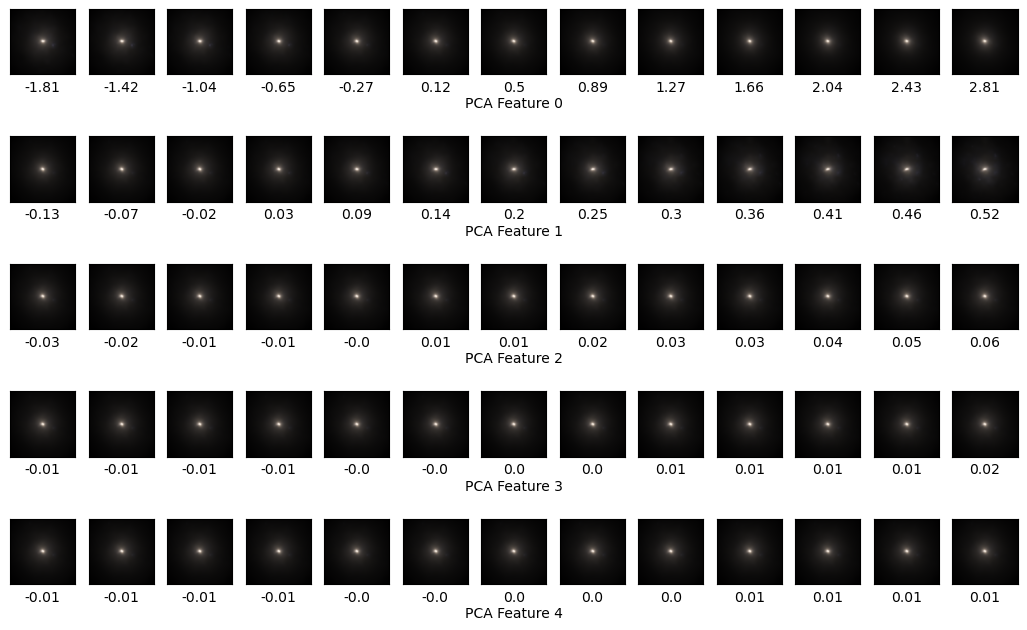 -1.81 -1.42 -1.04 -0.65 -0.27 0.12 0.5 0.89 1.27 1.66 2.04 2.43 2.81
PCA Feature 0
-0.13 -0.07 -0.02 0.03 0.09 0.14 0.2 0.25 0.3 0.36 0.41 0.46 0.52
PCA Feature 1
-0.03 -0.02 -0.01 -0.01 -0.0 0.01 0.01 0.02 0.03 0.03 0.04 0.05 0.06
PCA Feature 2
-0.01 -0.01 -0.01 -0.01 -0.0 -0.0 0.0 0.0 0.01 0.01 0.01 0.01 0.02
PCA Feature 3
-0.01 -0.01 -0.01 -0.01 -0.0 -0.0 0.0 0.0 0.0 0.01 0.01 0.01 0.01
PCA Feature 4